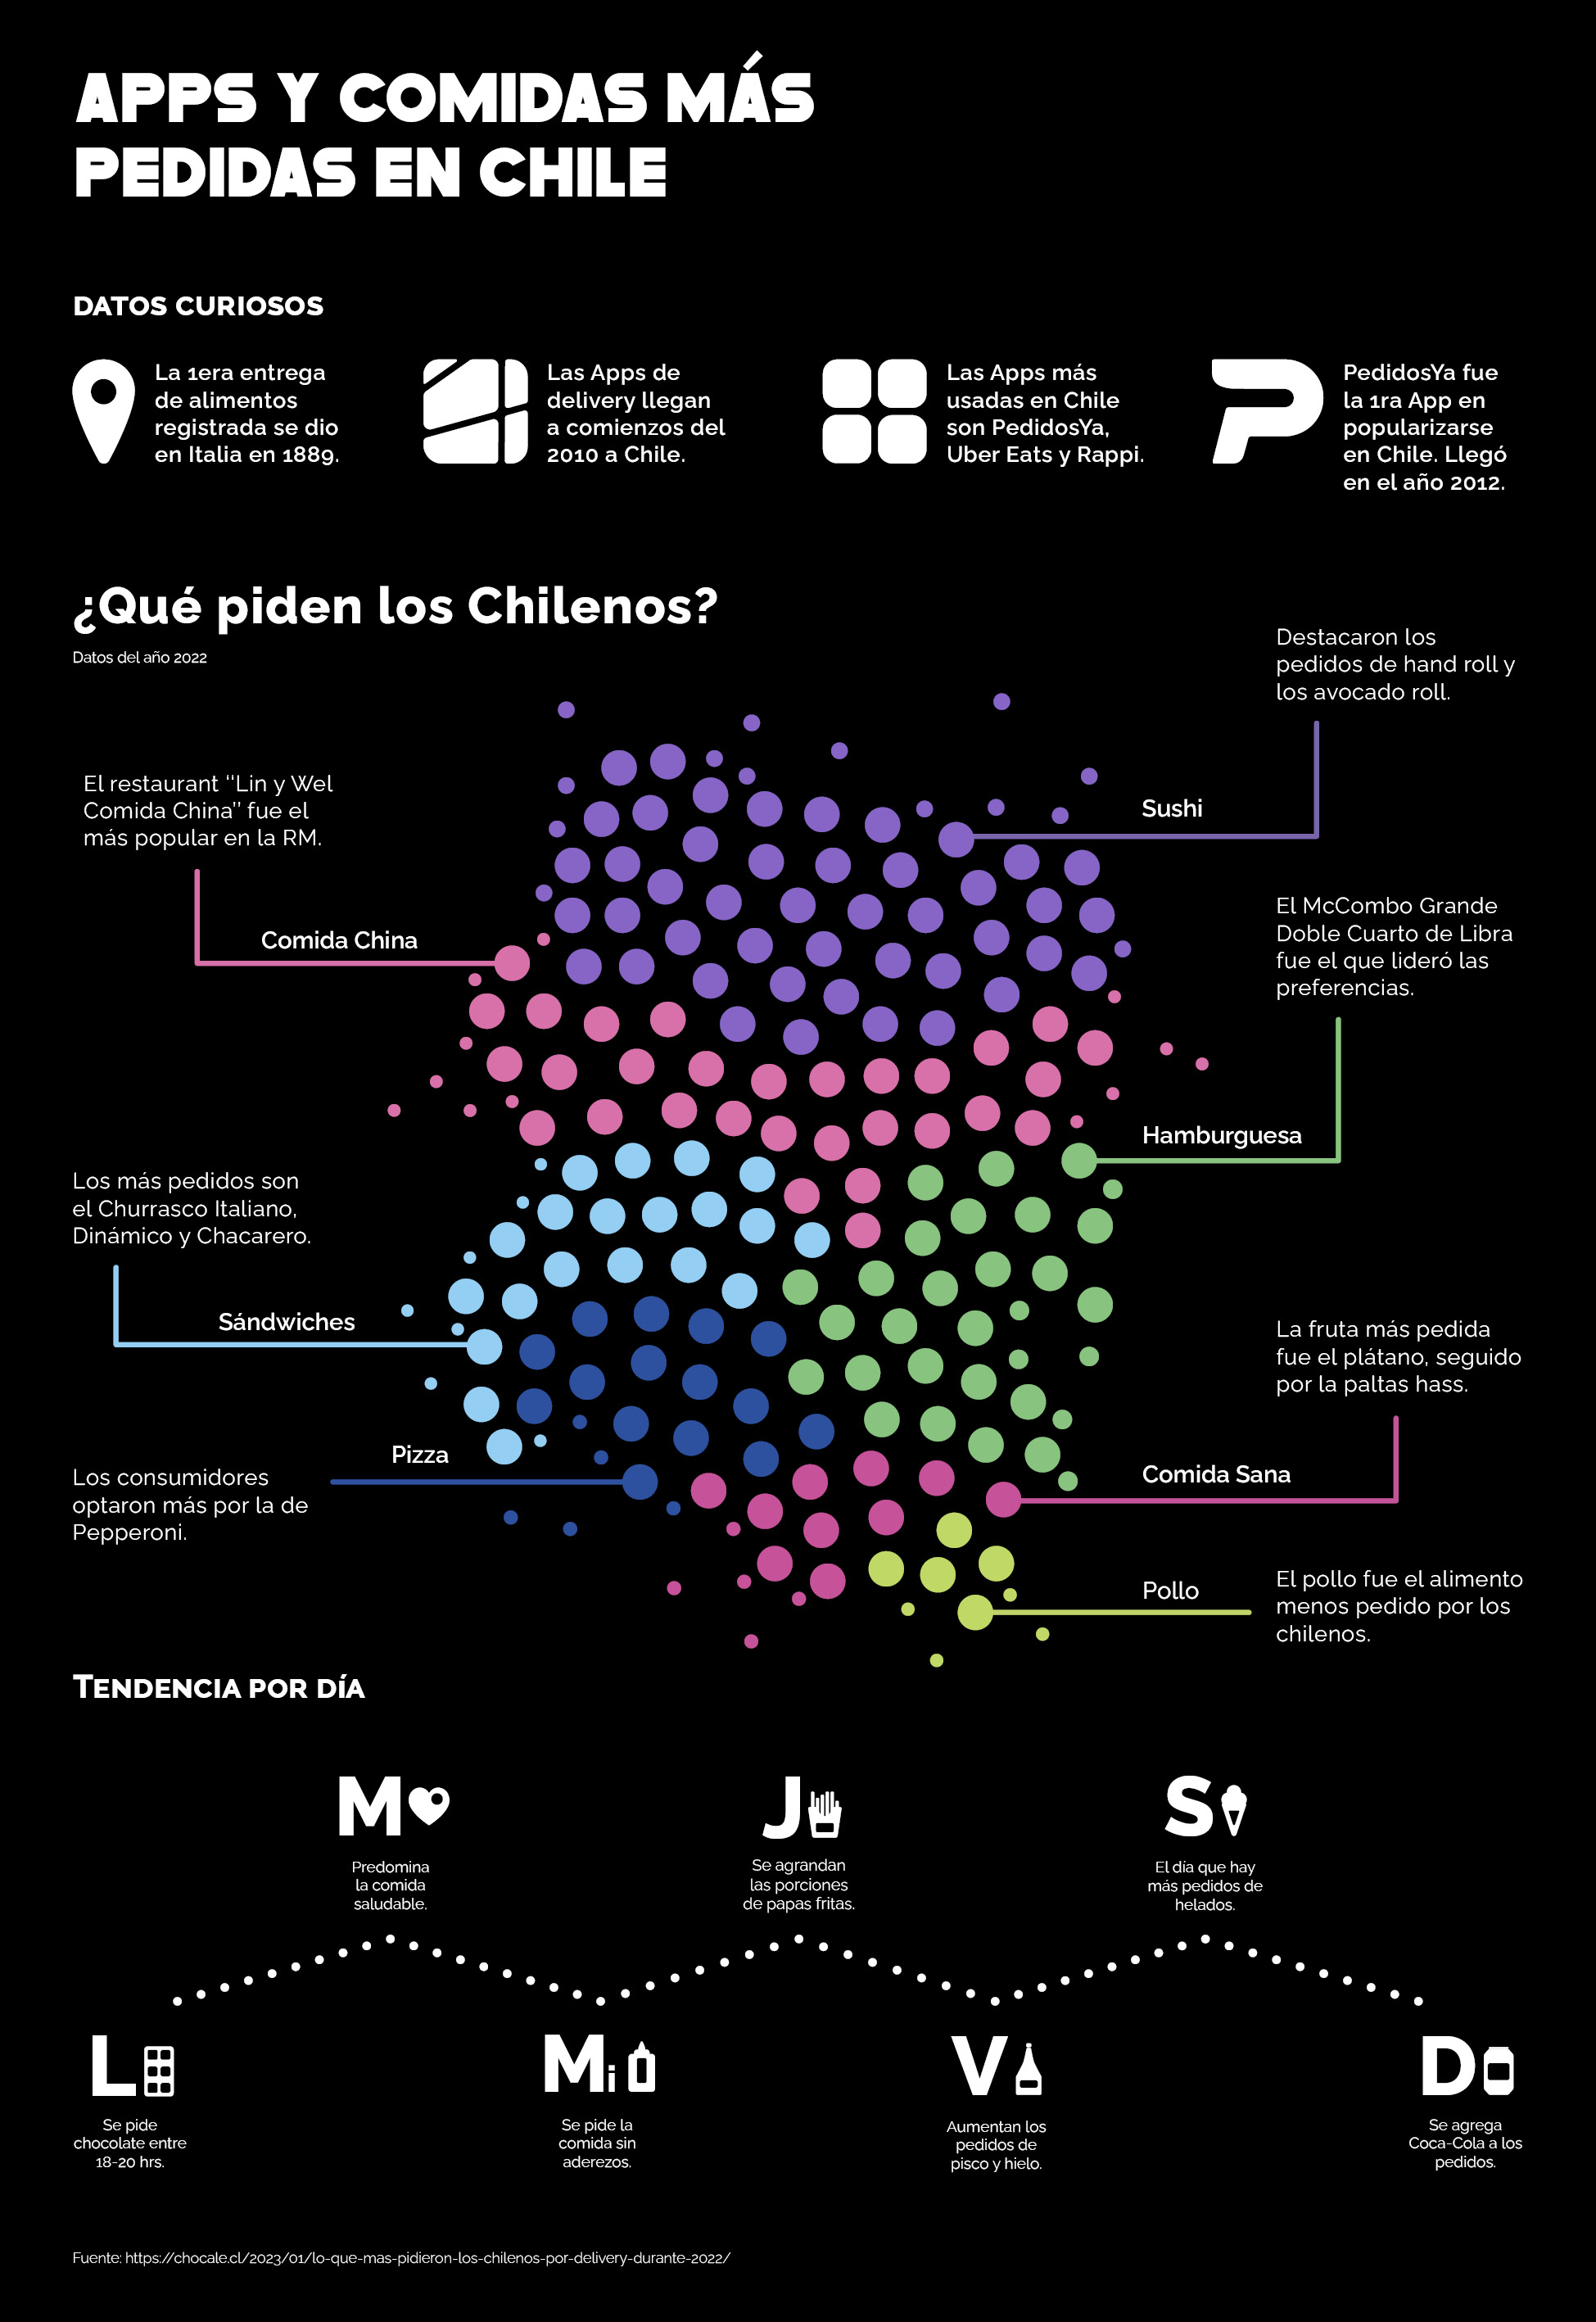 APPS Y COMIDAS MÁS
PEDIDAS EN CHILE
DATOS CURIOSOS
La 1era entrega
de alimentos
registrada se dio
en Italia en 1889.
Las Apps de
delivery llegan
a comienzos del
2010 a Chile.
Las Apps más
usadas en Chile
son PedidosYa,
Uber Eats y Rappi.
PedidosYa fue
la 1ra App en
popularizarse
en Chile. Llegó
en el año 2012.
¿Qué piden los Chilenos?
Datos del año 2022
Destacaron los
pedidos de hand roll y
los avocado roll.
Sushi
El restaurant "Lin y Wel
Comida China" fue el
más popular en la RM.
Comida China
El McCombo Grande
Doble Cuarto de Libra
fue el que lideró las
preferencias.
Hamburguesa
Los más pedidos son
el Churrasco Italiano,
Dinámico y Chacarero.
Sándwiches
La fruta más pedida
fue el plátano, seguido
por la paltas hass.
Comida Sana
Pizza
Los consumidores
optaron más por la de
Pepperoni.
Pollo
El pollo fue el alimento
menos pedido por los
chilenos.
TENDENCIA POR DÍA
M
Predomina
la comida
saludable.
J
Se agrandan
las porciones
de papas fritas.
S
El día que hay
más pedidos de
helados.
L
Se pide
chocolate entre
18-20 hrs.
Mi
Se pide la
comida sin
aderezos.
V
Aumentan los
pedidos de
pisco y hielo.
D
Se agrega
Coca-Cola a los
pedidos.
Fuente: https://chocale.cl/2023/01/lo-que-mas-pidieron-los-chilenos-por-delivery-durante-2022/